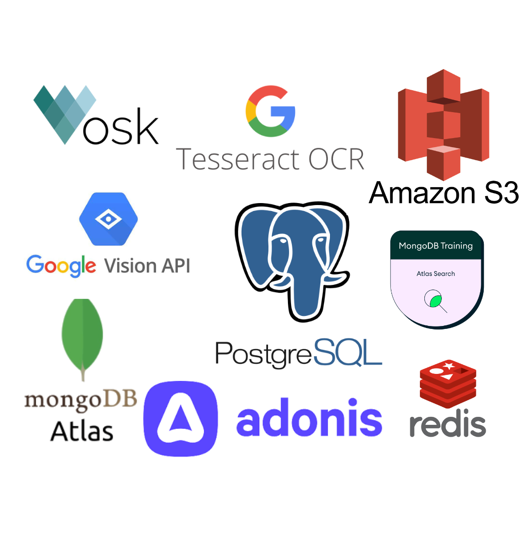 Vosk
Tesseract OCR
Amazon S3
Google Vision API
MongoDB Training
Atlas Search
PostgreSQL
mongoDB
Atlas
adonis
redis